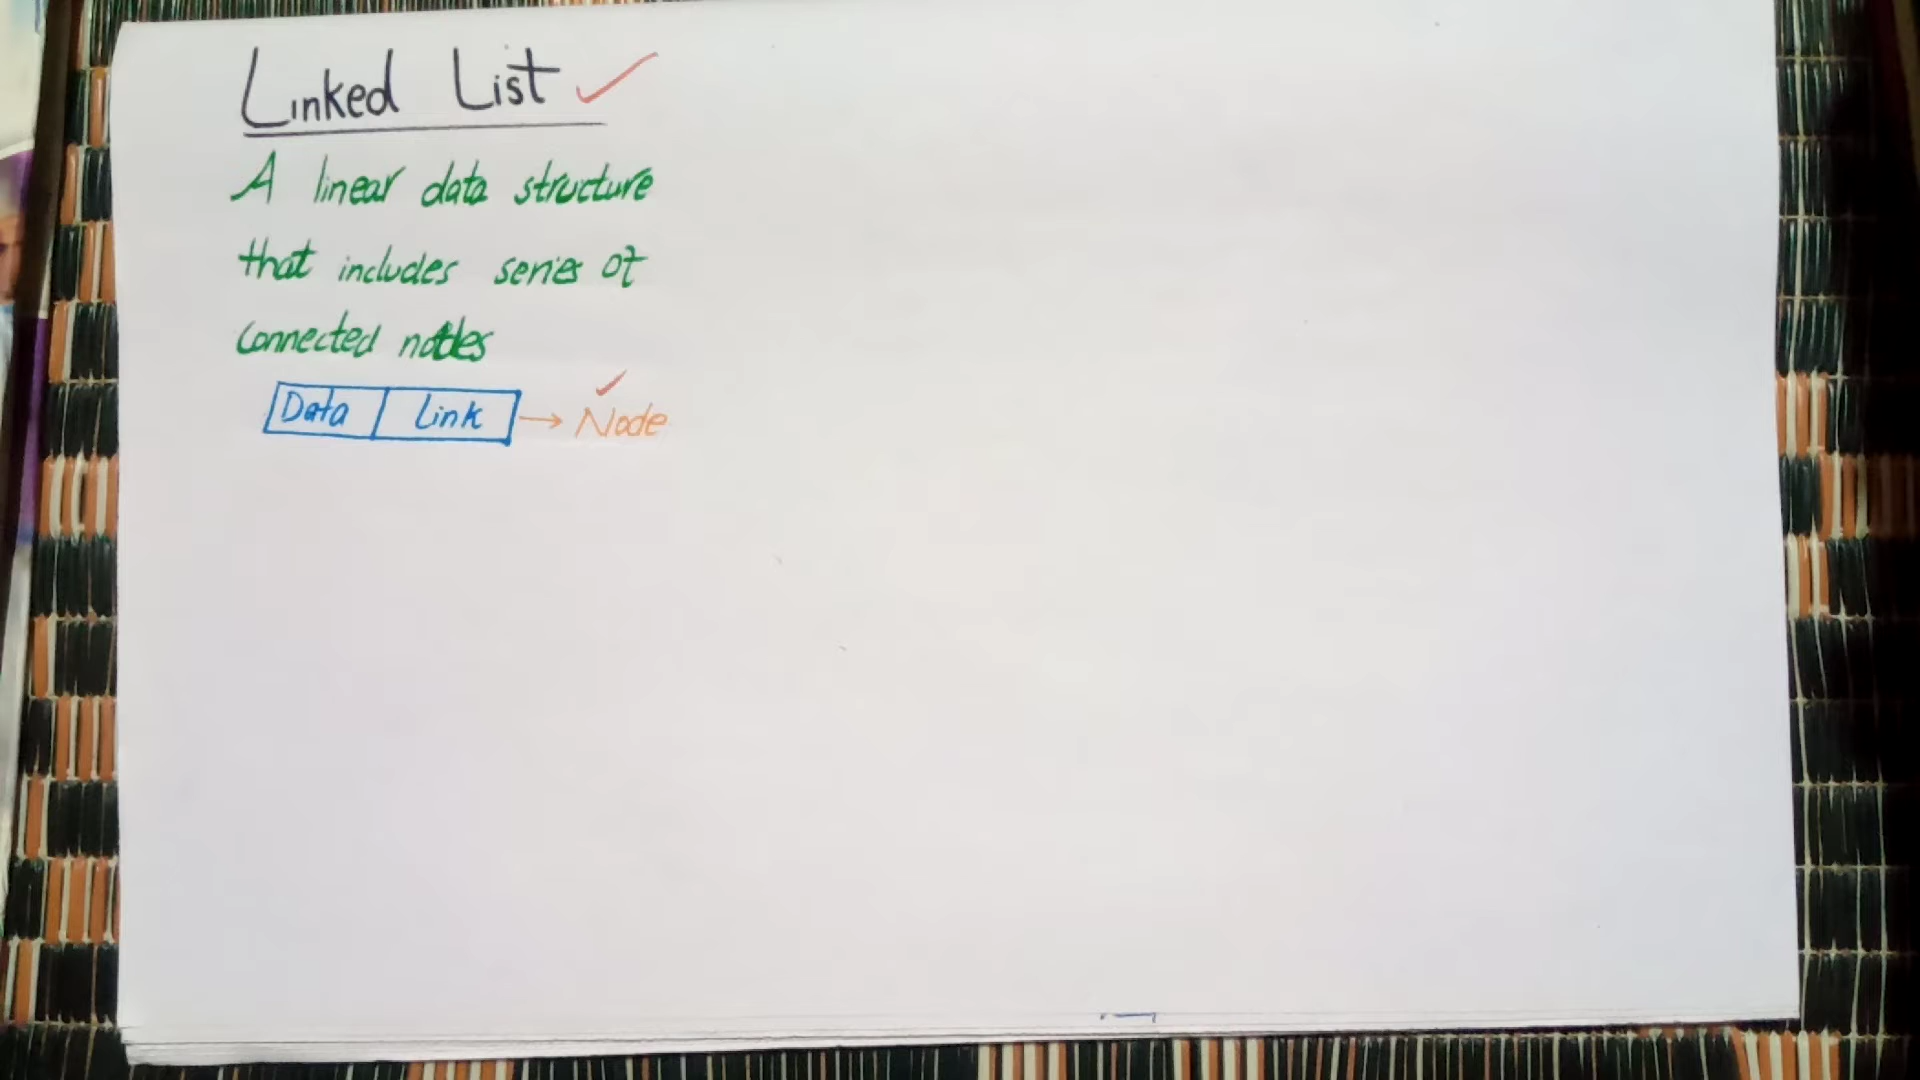 Linked List
A linear data structure
that includes series of
connected nodes
Data Link → Node